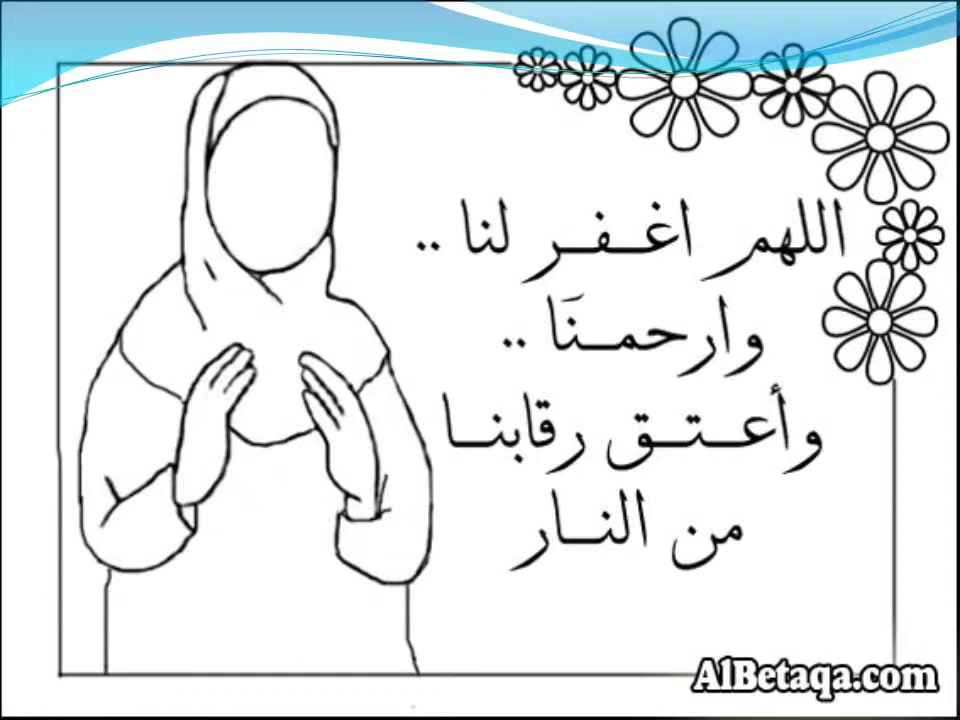 اللهم اغفر لنا ..
وارحمنَا ..
وأعتق رقابنا
من النار
AlBetaqa.com